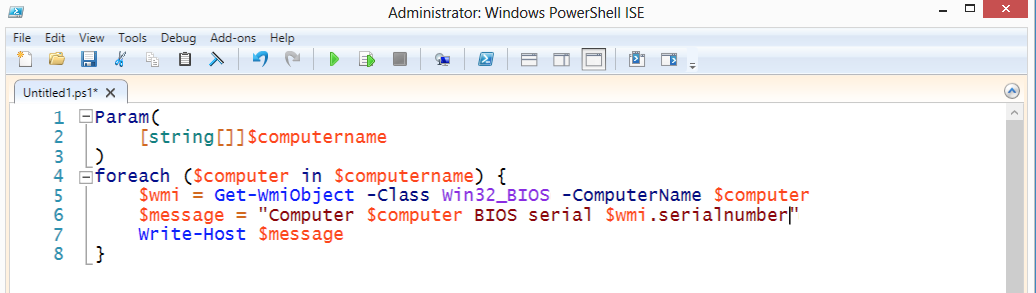 Administrator: Windows PowerShell ISE
File Edit View Tools Debug Add-ons Help
Untitled1.ps1* X
1 Param(
2 [string[]]$computername
3 )
4 foreach ($computer in $computername) {
5 $wmi = Get-WmiObject -Class Win32_BIOS -ComputerName $computer
6 $message = "Computer $computer BIOS serial $wmi.serialnumber"
7 Write-Host $message
8 }